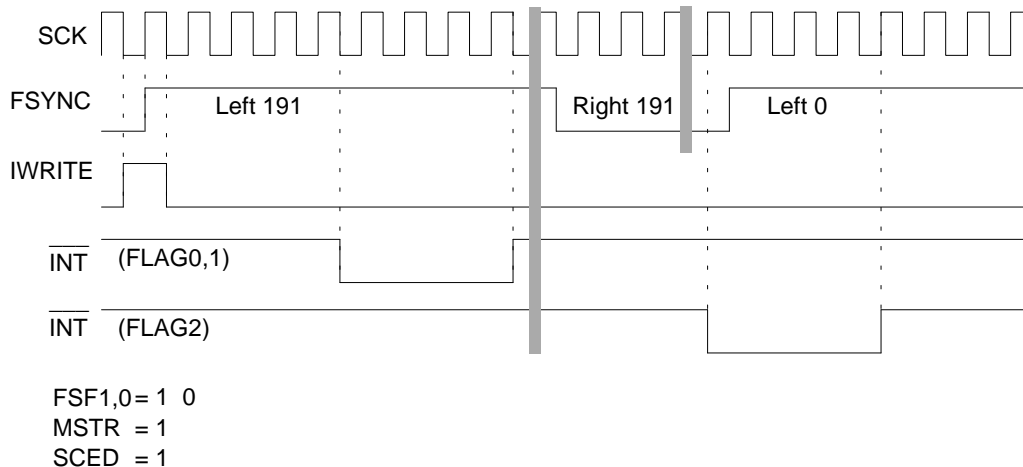 SCK
FSYNC Left 191 Right 191 Left 0
IWRITE
INT (FLAG0,1)
INT (FLAG2)
FSF1,0 = 1 0
MSTR = 1
SCED = 1